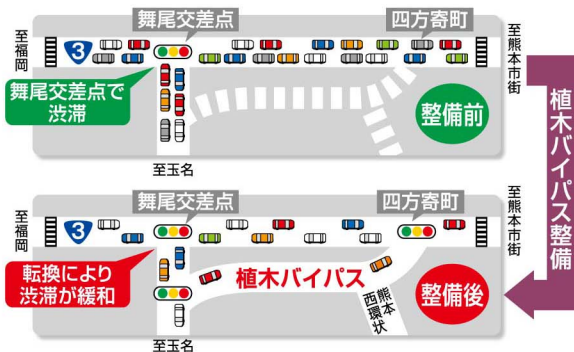 舞尾交差点
四方寄町
至福岡
3
至熊本市街
舞尾交差点で
渋滞
整備前
至玉名
植木バイパス整備
舞尾交差点
四方寄町
至福岡
3
至熊本市街
転換により
渋滞が緩和
植木バイパス
熊本
西環状
整備後
至玉名